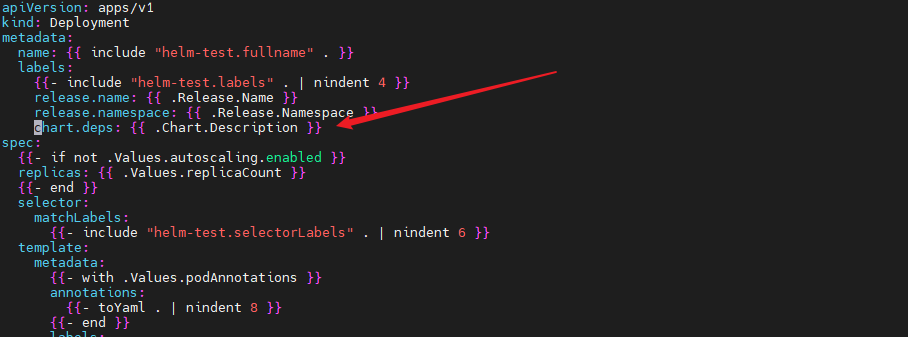 apiVersion: apps/v1
kind: Deployment
metadata:
  name: {{ include "helm-test.fullname" . }}
  labels:
    {{- include "helm-test.labels" . | nindent 4 }}
    release.name: {{ .Release.Name }}
    release.namespace: {{ .Release.Namespace }}
    chart.deps: {{ .Chart.Description }}
spec:
  {{- if not .Values.autoscaling.enabled }}
  replicas: {{ .Values.replicaCount }}
  {{- end }}
  selector:
    matchLabels:
      {{- include "helm-test.selectorLabels" . | nindent 6 }}
  template:
    metadata:
      {{- with .Values.podAnnotations }}
      annotations:
        {{- toYaml . | nindent 8 }}
      {{- end }}
      labels: